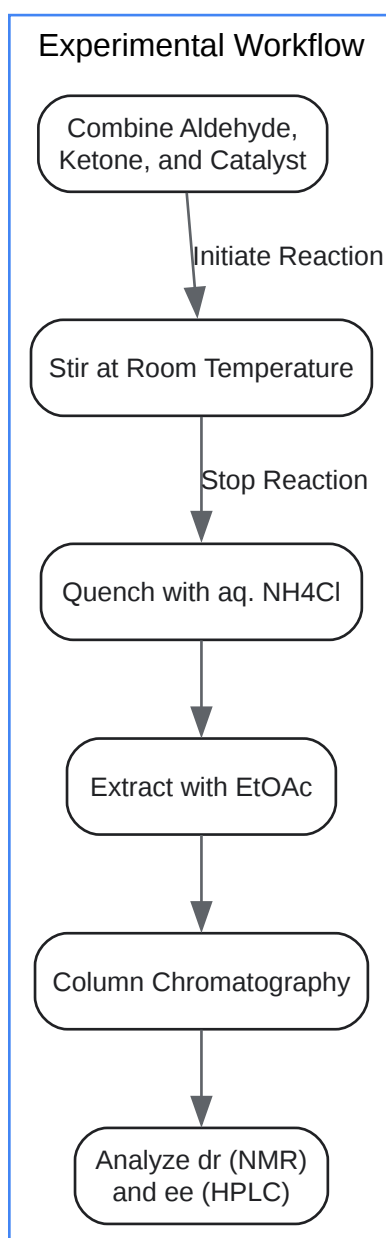 Experimental Workflow
Combine Aldehyde,
Ketone, and Catalyst
Initiate Reaction
Stir at Room Temperature
Stop Reaction
Quench with aq. NH4Cl
Extract with EtOAc
Column Chromatography
Analyze dr (NMR)
and ee (HPLC)